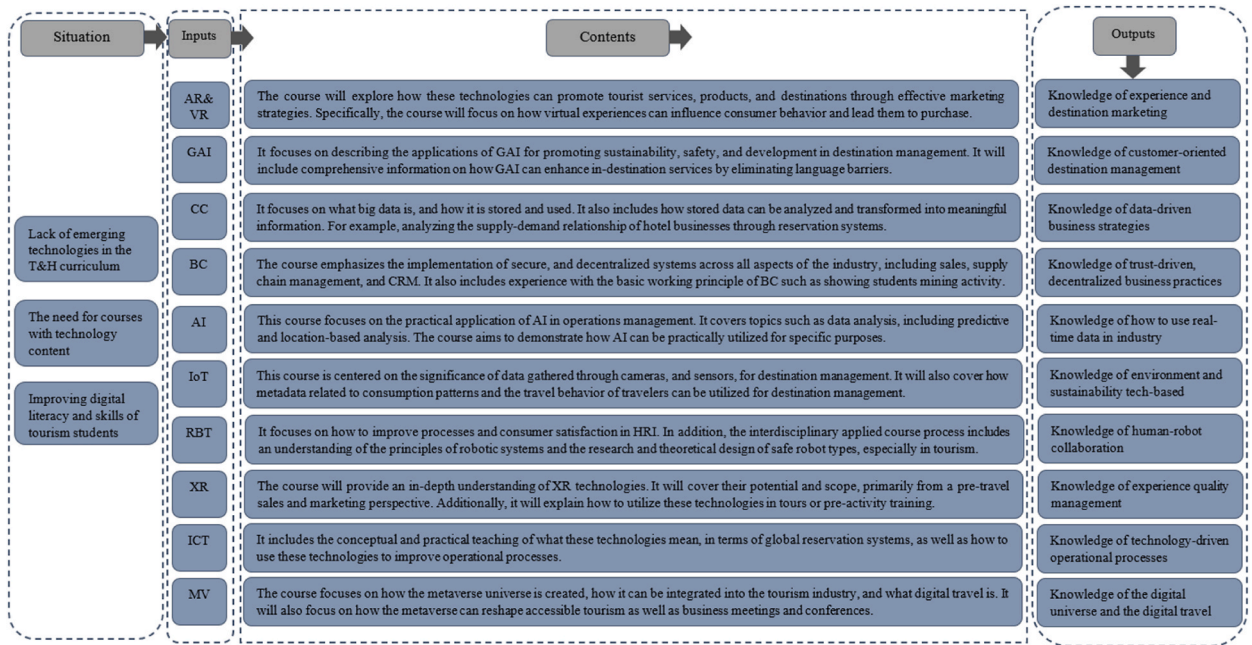 Situation
Inputs
Contents
Outputs
Lack of emerging
technologies in the
T&H curriculum
The need for courses
with technology
content
Improving digital
literacy and skills of
tourism students
AR&
VR
The course will explore how these technologies can promote tourist services, products, and destinations through effective marketing
strategies. Specifically, the course will focus on how virtual experiences can influence consumer behavior and lead them to purchase.
Knowledge of experience and
destination marketing
GAI
It focuses on describing the applications of GAI for promoting sustainability, safety, and development in destination management. It will
include comprehensive information on how GAI can enhance in-destination services by eliminating language barriers.
Knowledge of customer-oriented
destination management
CC
It focuses on what big data is, and how it is stored and used. It also includes how stored data can be analyzed and transformed into meaningful
information. For example, analyzing the supply-demand relationship of hotel businesses through reservation systems.
Knowledge of data-driven
business strategies
BC
The course emphasizes the implementation of secure, and decentralized systems across all aspects of the industry, including sales, supply
chain management, and CRM. It also includes experience with the basic working principle of BC such as showing students mining activity.
Knowledge of trust-driven,
decentralized business practices
AI
This course focuses on the practical application of AI in operations management. It covers topics such as data analysis, including predictive
and location-based analysis. The course aims to demonstrate how AI can be practically utilized for specific purposes.
Knowledge of how to use real-
time data in industry
IoT
This course is centered on the significance of data gathered through cameras, and sensors, for destination management. It will also cover how
metadata related to consumption patterns and the travel behavior of travelers can be utilized for destination management.
Knowledge of environment and
sustainability tech-based
RBT
It focuses on how to improve processes and consumer satisfaction in HRI. In addition, the interdisciplinary applied course process includes
an understanding of the principles of robotic systems and the research and theoretical design of safe robot types, especially in tourism.
Knowledge of human-robot
collaboration
XR
The course will provide an in-depth understanding of XR technologies. It will cover their potential and scope, primarily from a pre-travel
sales and marketing perspective. Additionally, it will explain how to utilize these technologies in tours or pre-activity training.
Knowledge of experience quality
management
ICT
It includes the conceptual and practical teaching of what these technologies mean, in terms of global reservation systems, as well as how to
use these technologies to improve operational processes.
Knowledge of technology-driven
operational processes
MV
The course focuses on how the metaverse universe is created, how it can be integrated into the tourism industry, and what digital travel is. It
will also focus on how the metaverse can reshape accessible tourism as well as business meetings and conferences.
Knowledge of the digital
universe and the digital travel